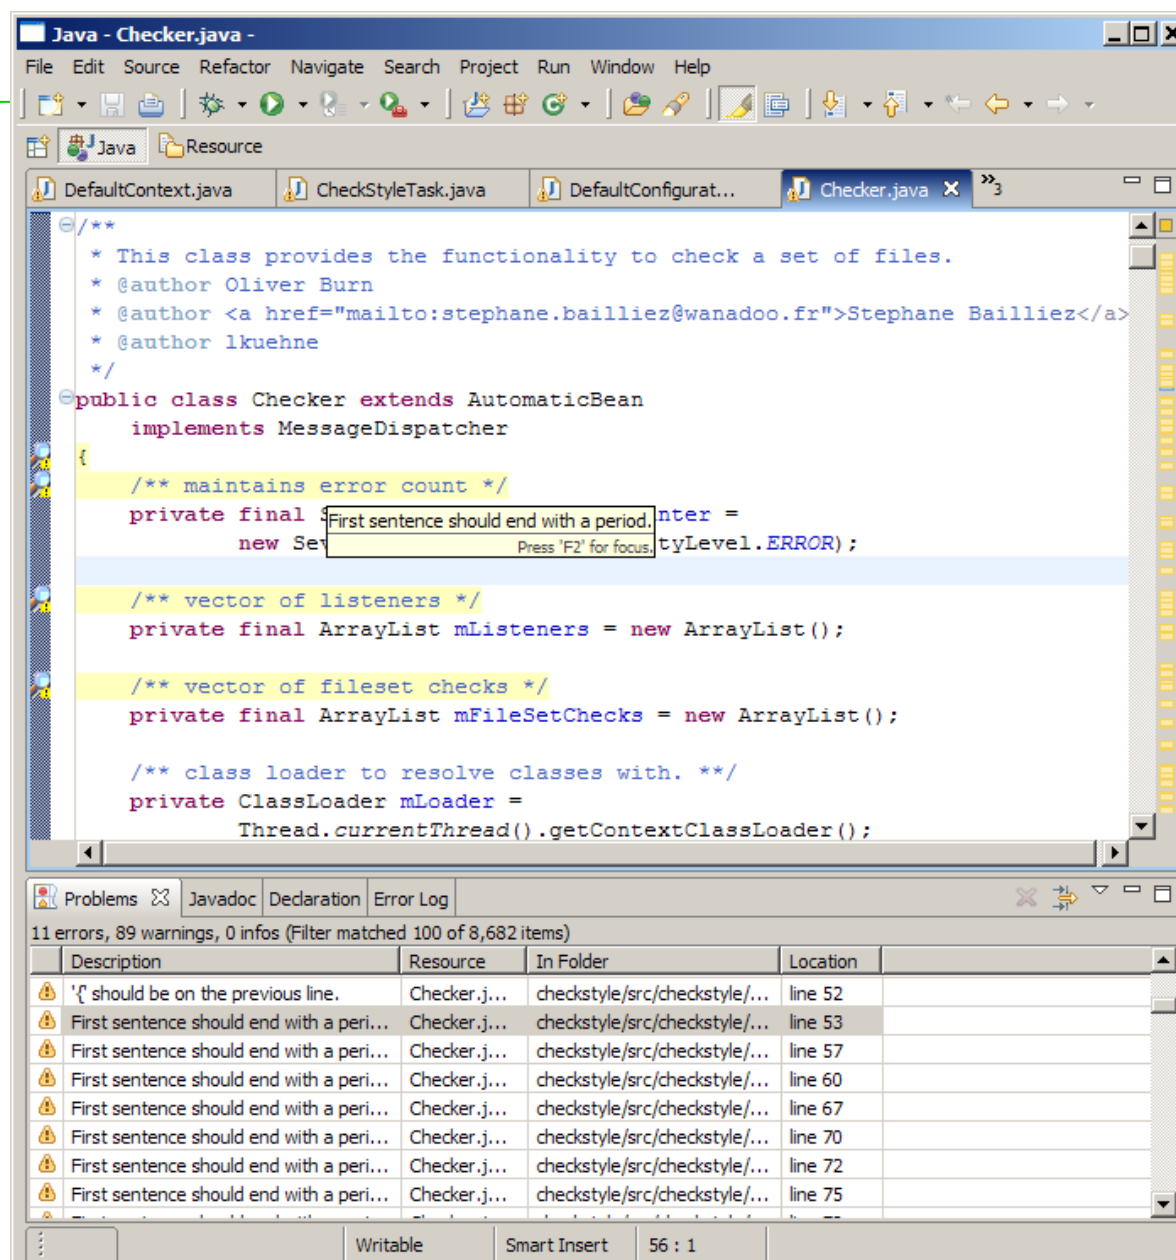 Java - Checker.java -
File Edit Source Refactor Navigate Search Project Run Window Help
Java Resource
DefaultContext.java CheckStyleTask.java DefaultConfigurat... Checker.java »3
/**
* This class provides the functionality to check a set of files.
* @author Oliver Burn
* @author <a href="mailto:stephane.bailliez@wanadoo.fr">Stephane Bailliez</a>
* @author lkuehne
*/
public class Checker extends AutomaticBean
implements MessageDispatcher
{
/** maintains error count */
private final S nter =
First sentence should end with a period.
new Sev tyLevel.ERROR);
Press 'F2' for focus.
/** vector of listeners */
private final ArrayList mListeners = new ArrayList();
/** vector of fileset checks */
private final ArrayList mFileSetChecks = new ArrayList();
/** class loader to resolve classes with. **/
private ClassLoader mLoader =
Thread.currentThread().getContextClassLoader();
Problems Javadoc Declaration Error Log
11 errors, 89 warnings, 0 infos (Filter matched 100 of 8,682 items)
Description Resource In Folder Location
'{' should be on the previous line. Checker.j... checkstyle/src/checkstyle/... line 52
First sentence should end with a peri... Checker.j... checkstyle/src/checkstyle/... line 53
First sentence should end with a peri... Checker.j... checkstyle/src/checkstyle/... line 57
First sentence should end with a peri... Checker.j... checkstyle/src/checkstyle/... line 60
First sentence should end with a peri... Checker.j... checkstyle/src/checkstyle/... line 67
First sentence should end with a peri... Checker.j... checkstyle/src/checkstyle/... line 70
First sentence should end with a peri... Checker.j... checkstyle/src/checkstyle/... line 72
First sentence should end with a peri... Checker.j... checkstyle/src/checkstyle/... line 75
Writable Smart Insert 56 : 1